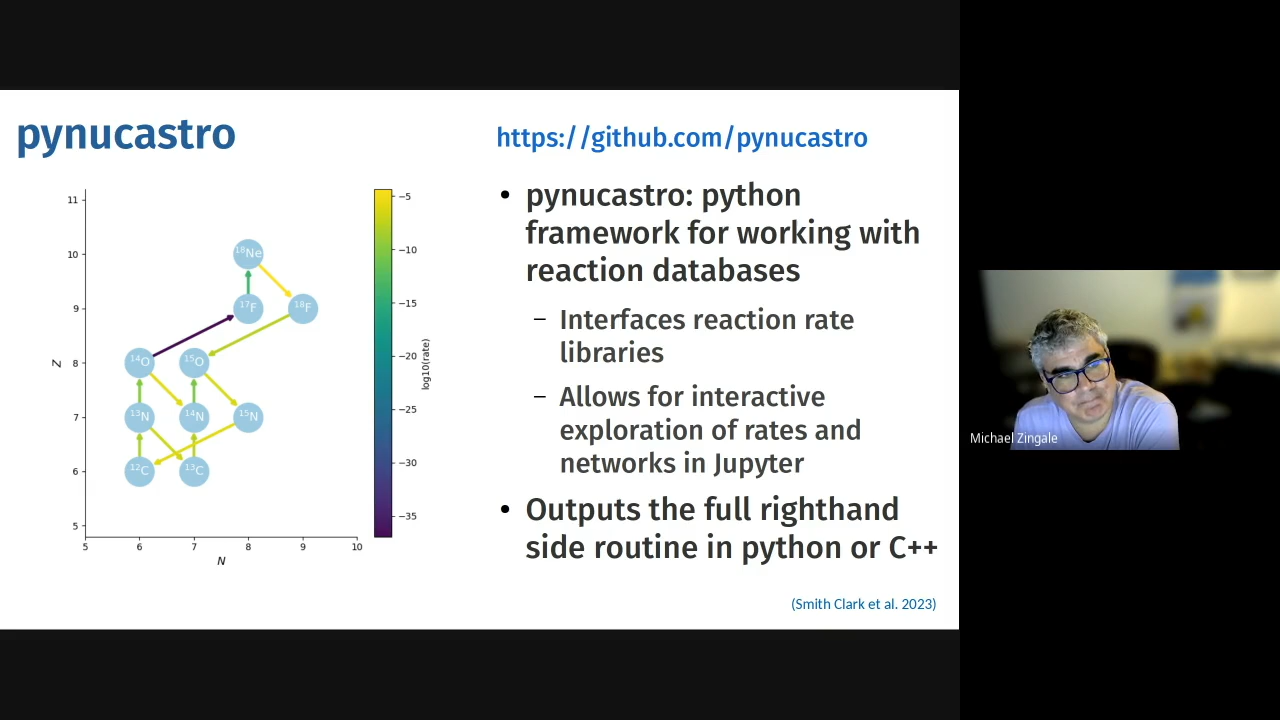 pynucastro
https://github.com/pynucastro
• pynucastro: python
framework for working with
reaction databases
– Interfaces reaction rate
libraries
– Allows for interactive
exploration of rates and
networks in Jupyter
• Outputs the full righthand
side routine in python or C++
(Smith Clark et al. 2023)
11
10
9
8
7
6
5
Z
5 6 7 8 9 10
N
¹⁸Ne
¹⁷F ¹⁸F
¹⁴O ¹⁵O
¹³N ¹⁴N ¹⁵N
¹²C ¹³C
−5
−10
−15
−20
−25
−30
−35
log10(rate)
Michael Zingale